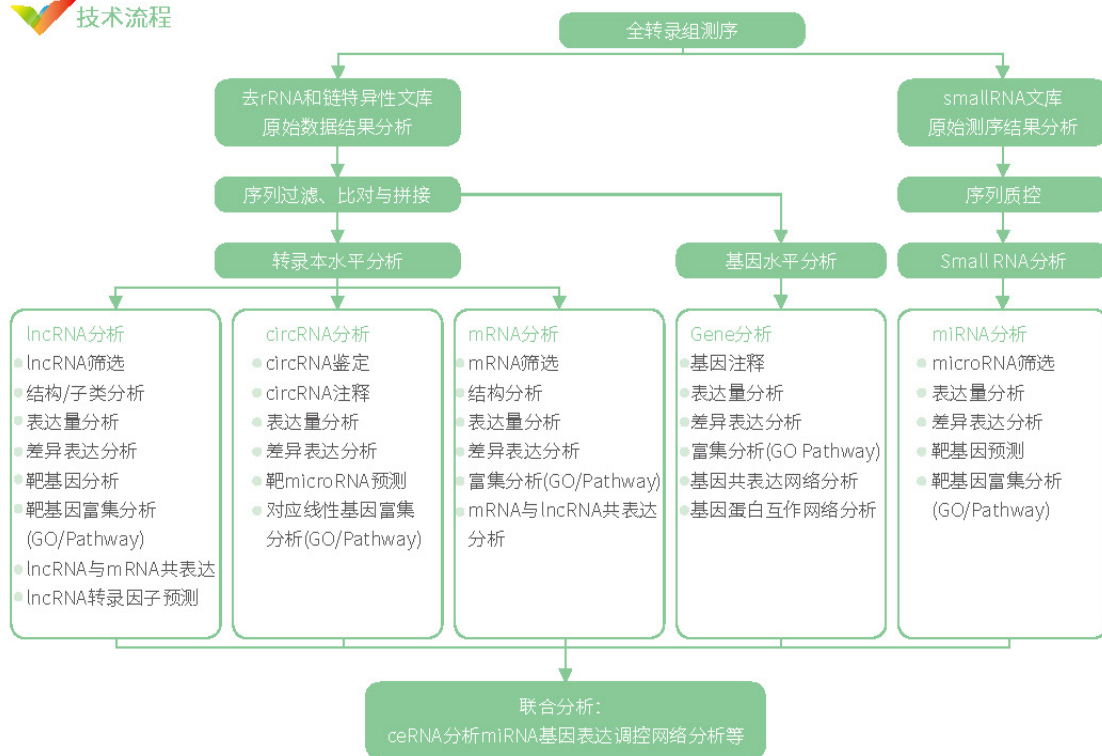 技术流程
全转录组测序
去rRNA和链特异性文库
原始数据结果分析
smallRNA文库
原始测序结果分析
序列过滤、比对与拼接
序列质控
转录本水平分析
基因水平分析
Small RNA分析
lncRNA分析
lncRNA筛选
结构/子类分析
表达量分析
差异表达分析
靶基因分析
靶基因富集分析
(GO/Pathway)
lncRNA与mRNA共表达
lncRNA转录因子预测
circRNA分析
circRNA鉴定
circRNA注释
表达量分析
差异表达分析
靶microRNA预测
对应线性基因富集
分析(GO/Pathway)
mRNA分析
mRNA筛选
结构分析
表达量分析
差异表达分析
富集分析(GO/Pathway)
mRNA与lncRNA共表达
分析
Gene分析
基因注释
表达量分析
差异表达分析
富集分析(GO Pathway)
基因共表达网络分析
基因蛋白互作网络分析
miRNA分析
microRNA筛选
表达量分析
差异表达分析
靶基因预测
靶基因富集分析
(GO/Pathway)
联合分析：
ceRNA分析miRNA基因表达调控网络分析等